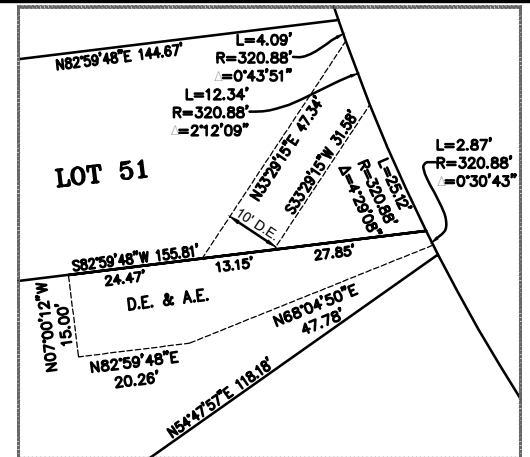 N82°59'48"E 144.67'
L=4.09'
R=320.88'
△=0°43'51"
L=12.34'
R=320.88'
△=2°12'09"
N33°29'15"E 47.34'
S33°29'15"W 31.58'
L=25.12'
R=320.88'
Δ=4°29'08"
L=2.87'
R=320.88'
△=0°30'43"
LOT 51
10' D.E.
S82°59'48"W 155.81'
24.47'
13.15'
27.85'
N07°00'12"W
15.00'
D.E. & A.E.
N82°59'48"E
20.26'
N68°04'50"E
47.78'
N54°47'57"E 118.18'